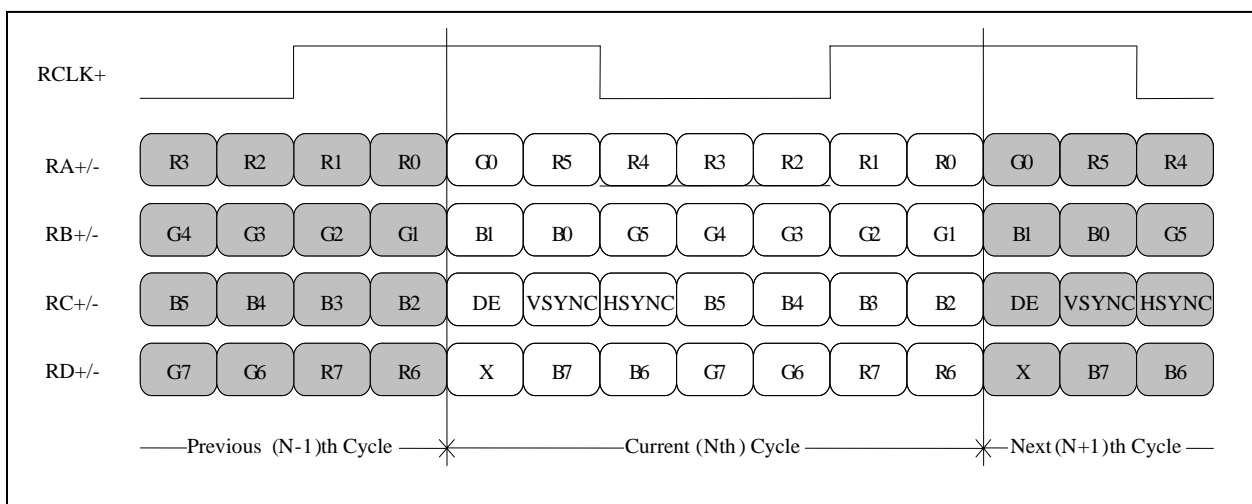 RCLK+
RA+/- R3 R2 R1 R0 G0 R5 R4 R3 R2 R1 R0 G0 R5 R4
RB+/- G4 G3 G2 G1 B1 B0 G5 G4 G3 G2 G1 B1 B0 G5
RC+/- B5 B4 B3 B2 DE VSYNC HSYNC B5 B4 B3 B2 DE VSYNC HSYNC
RD+/- G7 G6 R7 R6 X B7 B6 G7 G6 R7 R6 X B7 B6
Previous (N-1)th Cycle Current (Nth) Cycle Next (N+1)th Cycle